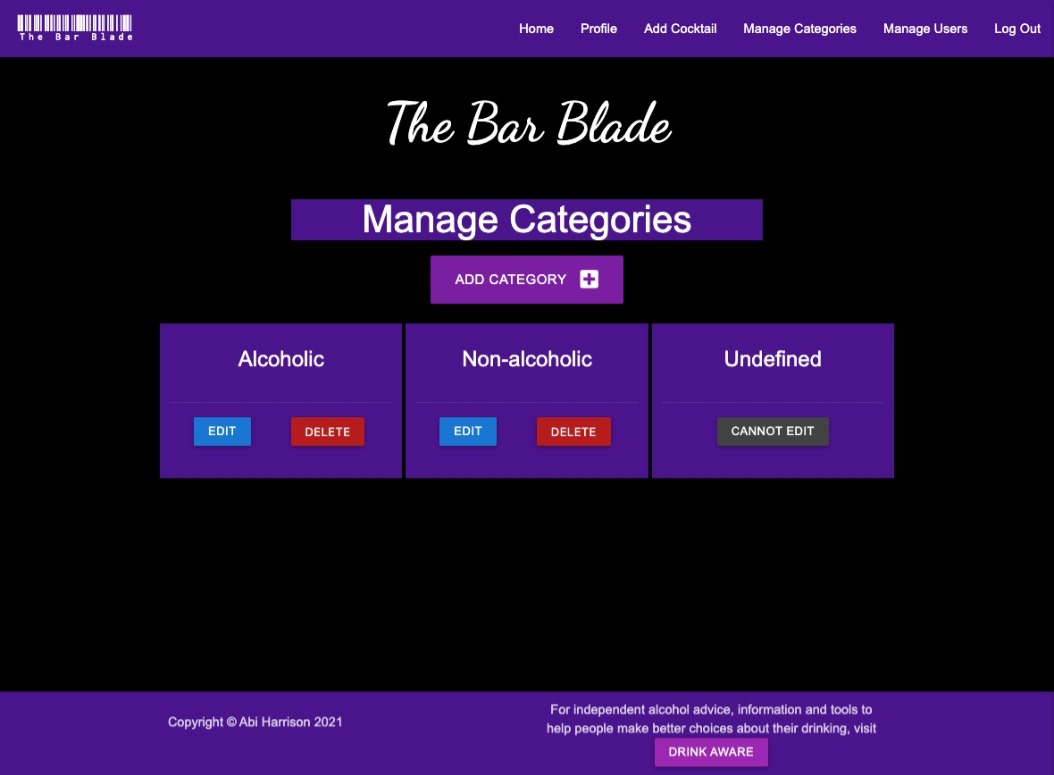 The Bar Blade
Home Profile Add Cocktail Manage Categories Manage Users Log Out
The Bar Blade
Manage Categories
ADD CATEGORY
Alcoholic
EDIT DELETE
Non-alcoholic
EDIT DELETE
Undefined
CANNOT EDIT
Copyright © Abi Harrison 2021
For independent alcohol advice, information and tools to
help people make better choices about their drinking, visit
DRINK AWARE